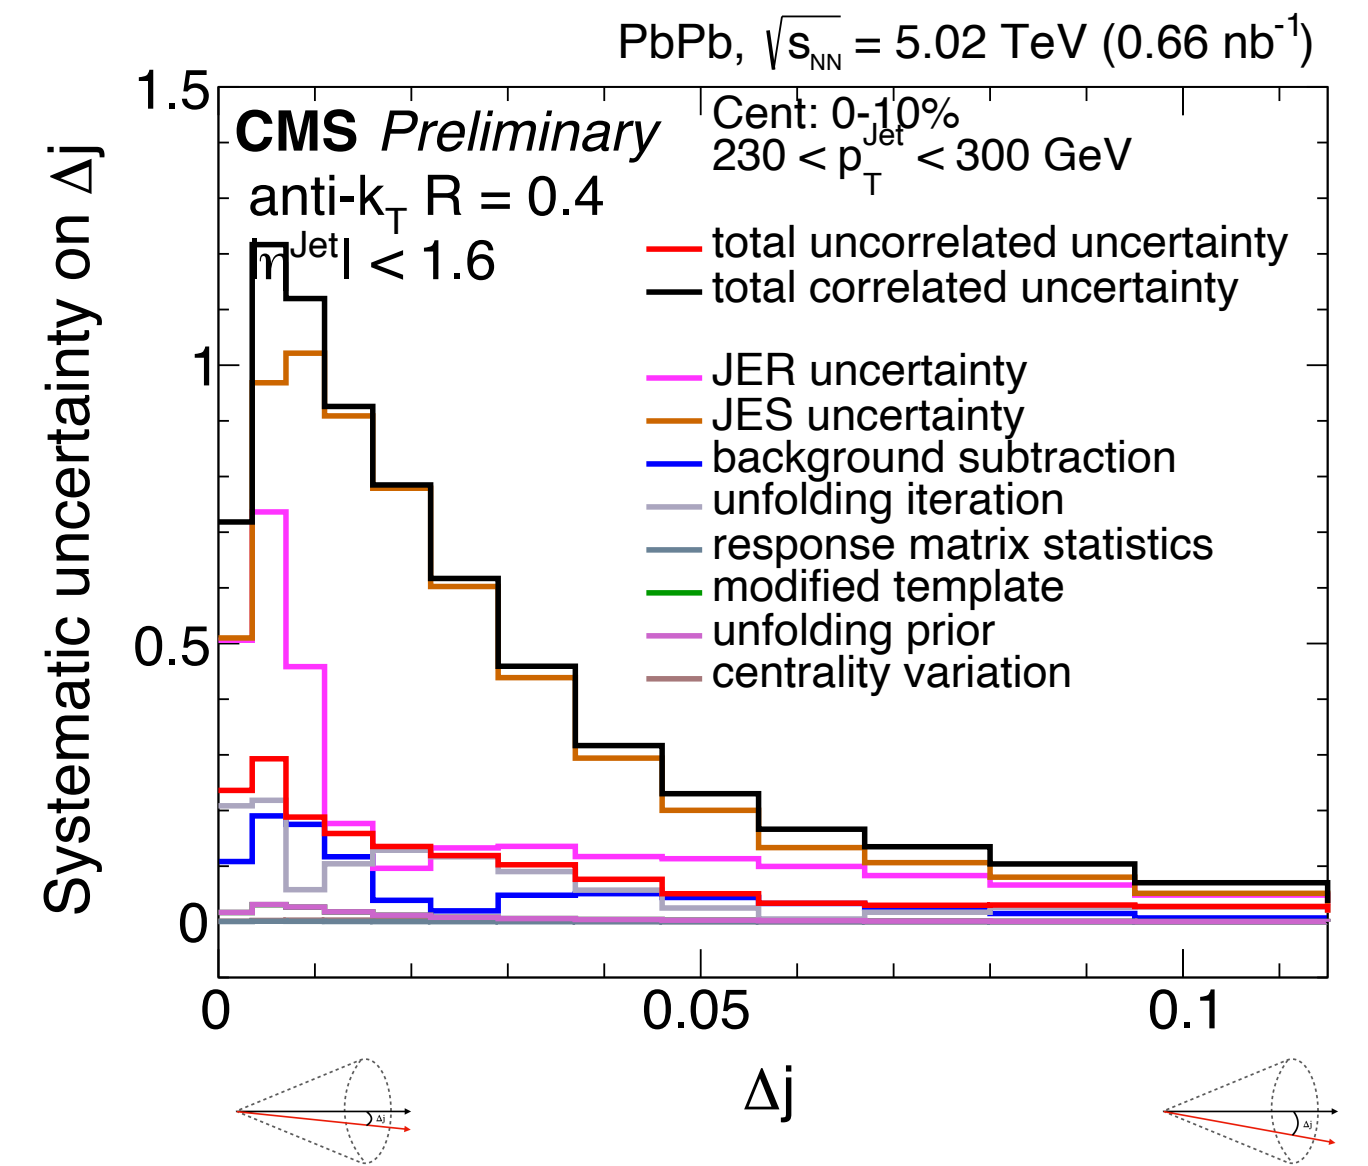 PbPb, √s_NN = 5.02 TeV (0.66 nb^-1)
CMS Preliminary
Cent: 0-10%
230 < p_T^Jet < 300 GeV
anti-k_T R = 0.4
|η^Jet| < 1.6
total uncorrelated uncertainty
total correlated uncertainty
JER uncertainty
JES uncertainty
background subtraction
unfolding iteration
response matrix statistics
modified template
unfolding prior
centrality variation
Systematic uncertainty on Δj
1.5
1
0.5
0
0
0.05
0.1
Δj
Δj
Δj